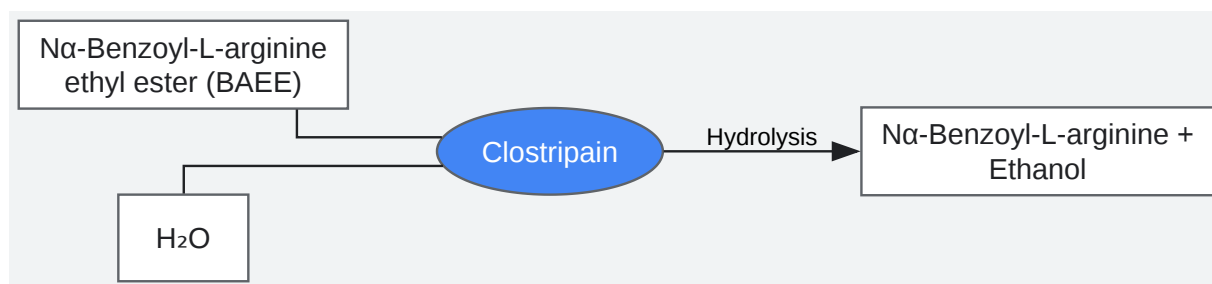 Nα-Benzoyl-L-arginine
ethyl ester (BAEE)
H₂O
Clostripain
Hydrolysis
Nα-Benzoyl-L-arginine +
Ethanol